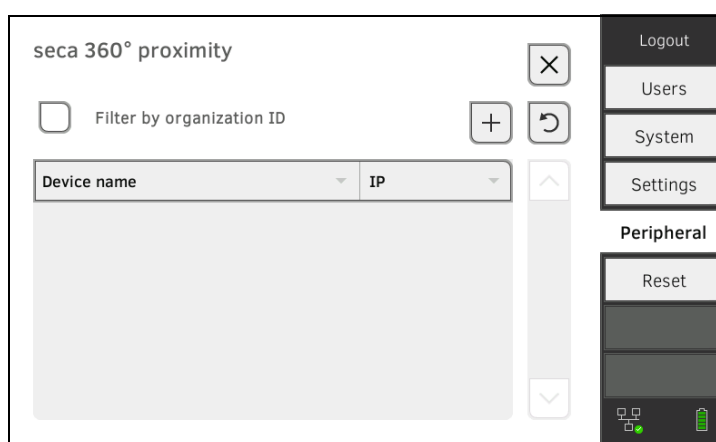 seca 360° proximity
Filter by organization ID
Device name
IP
Logout
Users
System
Settings
Peripheral
Reset